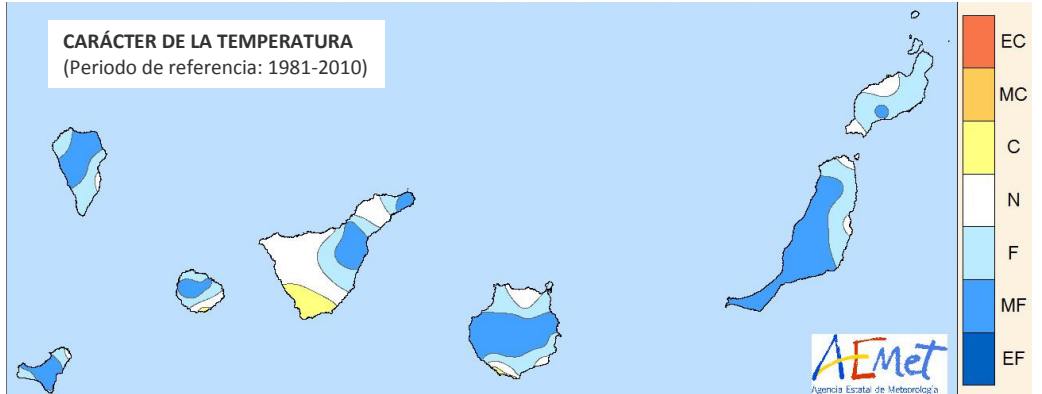 CARÁCTER DE LA TEMPERATURA
(Periodo de referencia: 1981-2010)
EC
MC
C
N
F
MF
EF
AEMet
Agencia Estatal de Meteorología